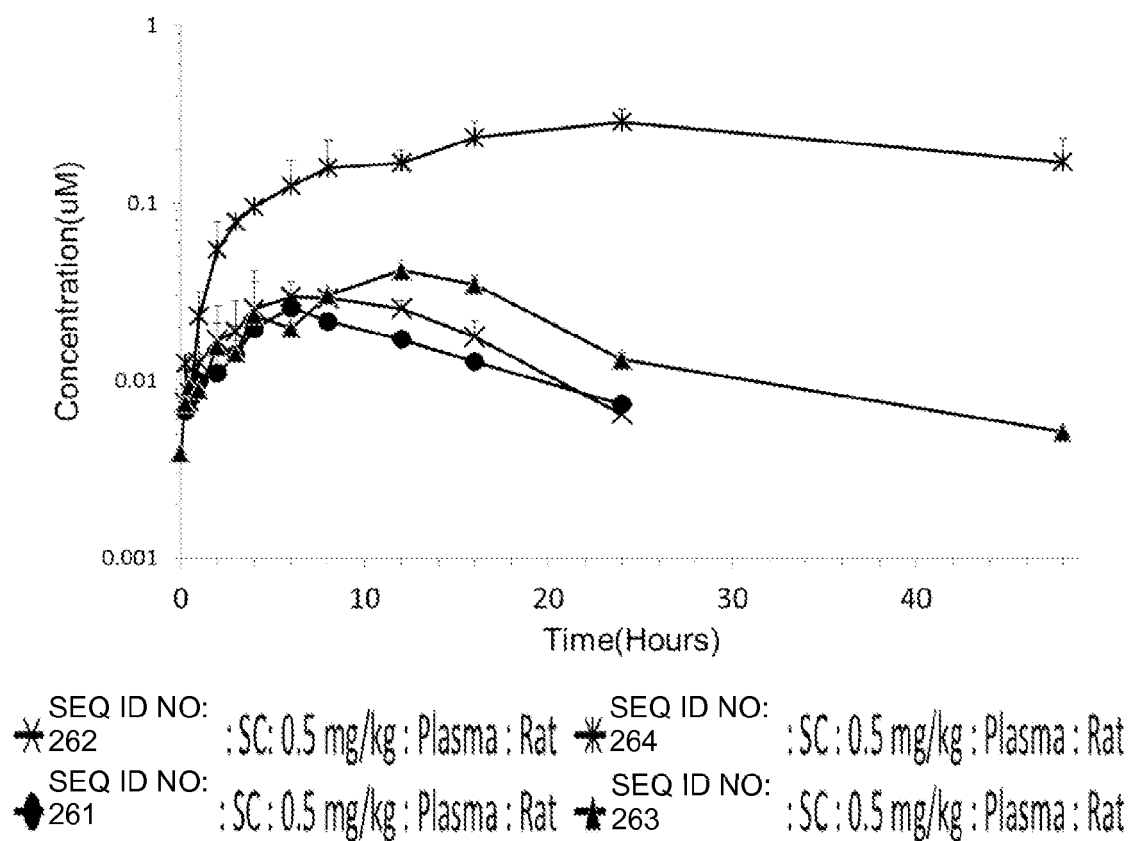 1
0.1
0.01
0.001
Concentration(uM)
0 10 20 30 40
Time(Hours)
SEQ ID NO: 262 : SC: 0.5 mg/kg : Plasma : Rat
SEQ ID NO: 264 : SC : 0.5 mg/kg : Plasma : Rat
SEQ ID NO: 261 : SC : 0.5 mg/kg : Plasma : Rat
SEQ ID NO: 263 : SC : 0.5 mg/kg : Plasma : Rat